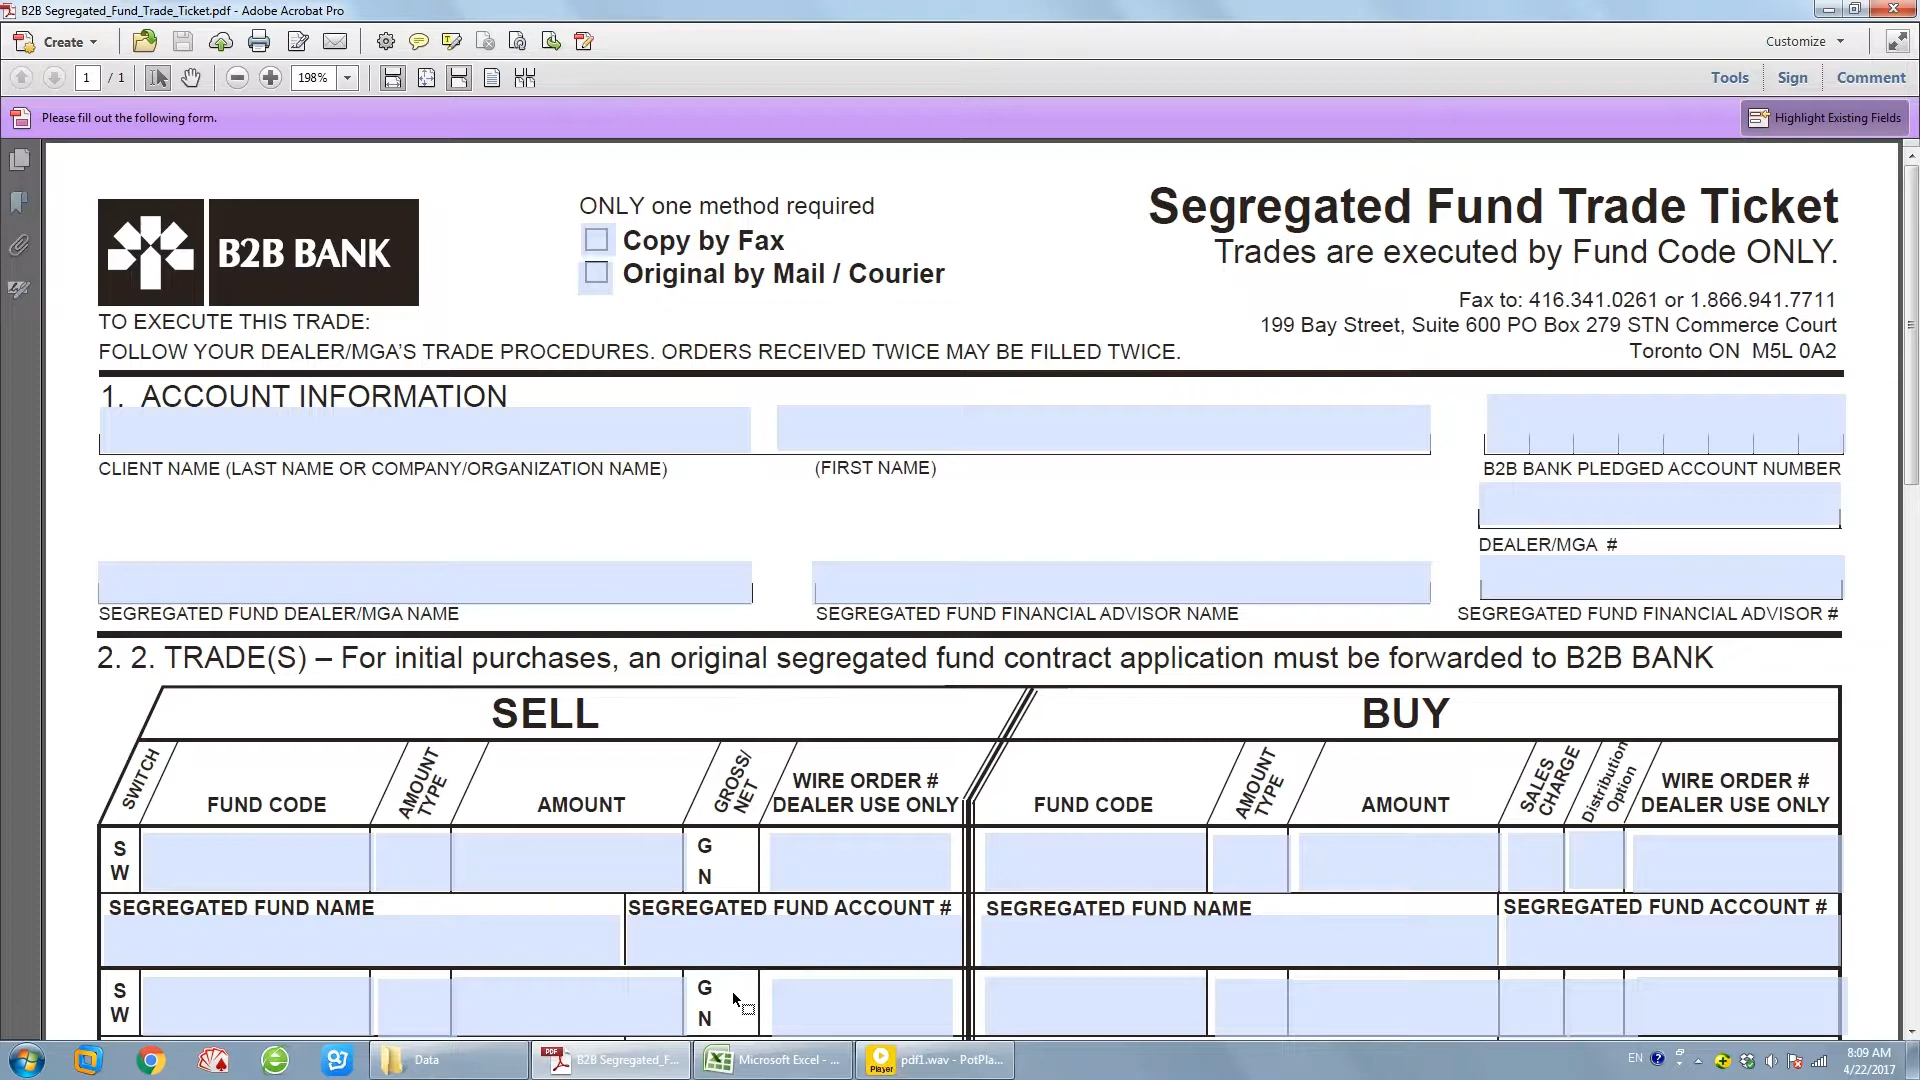 B2B Segregated_Fund_Trade_Ticket.pdf - Adobe Acrobat Pro
Create
Customize
1 / 1
198%
Tools
Sign
Comment
Please fill out the following form.
Highlight Existing Fields
B2B BANK
ONLY one method required
Copy by Fax
Original by Mail / Courier
Segregated Fund Trade Ticket
Trades are executed by Fund Code ONLY.
Fax to: 416.341.0261 or 1.866.941.7711
199 Bay Street, Suite 600 PO Box 279 STN Commerce Court
Toronto ON M5L 0A2
TO EXECUTE THIS TRADE:
FOLLOW YOUR DEALER/MGA'S TRADE PROCEDURES. ORDERS RECEIVED TWICE MAY BE FILLED TWICE.
1. ACCOUNT INFORMATION
CLIENT NAME (LAST NAME OR COMPANY/ORGANIZATION NAME)
(FIRST NAME)
B2B BANK PLEDGED ACCOUNT NUMBER
DEALER/MGA #
SEGREGATED FUND DEALER/MGA NAME
SEGREGATED FUND FINANCIAL ADVISOR NAME
SEGREGATED FUND FINANCIAL ADVISOR #
2. 2. TRADE(S) – For initial purchases, an original segregated fund contract application must be forwarded to B2B BANK
SELL
BUY
SWITCH
FUND CODE
AMOUNT
TYPE
AMOUNT
GROSS/
NET
WIRE ORDER #
DEALER USE ONLY
FUND CODE
AMOUNT
TYPE
AMOUNT
SALES
CHARGE
Distribution
Option
WIRE ORDER #
DEALER USE ONLY
S
W
G
N
SEGREGATED FUND NAME
SEGREGATED FUND ACCOUNT #
SEGREGATED FUND NAME
SEGREGATED FUND ACCOUNT #
S
W
G
N
Data
PDF
B2B Segregated_F...
Microsoft Excel - ...
Player
pdf1.wav - PotPla...
EN
8:09 AM
4/22/2017